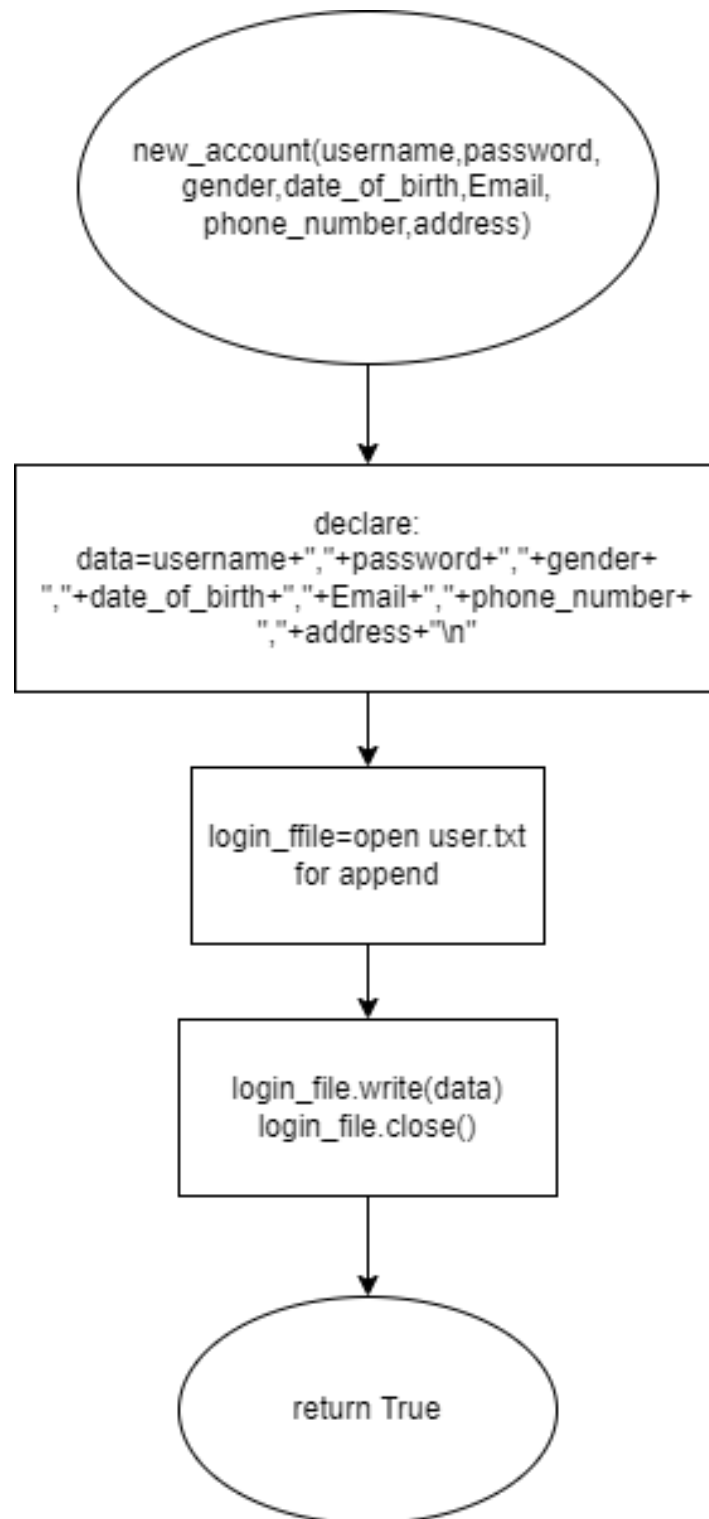 new_account(username,password,
gender,date_of_birth,Email,
phone_number,address)
declare:
data=username+","+password+","+gender+
","+date_of_birth+","+Email+","+phone_number+
","+address+"\n"
login_ffile=open user.txt
for append
login_file.write(data)
login_file.close()
return True